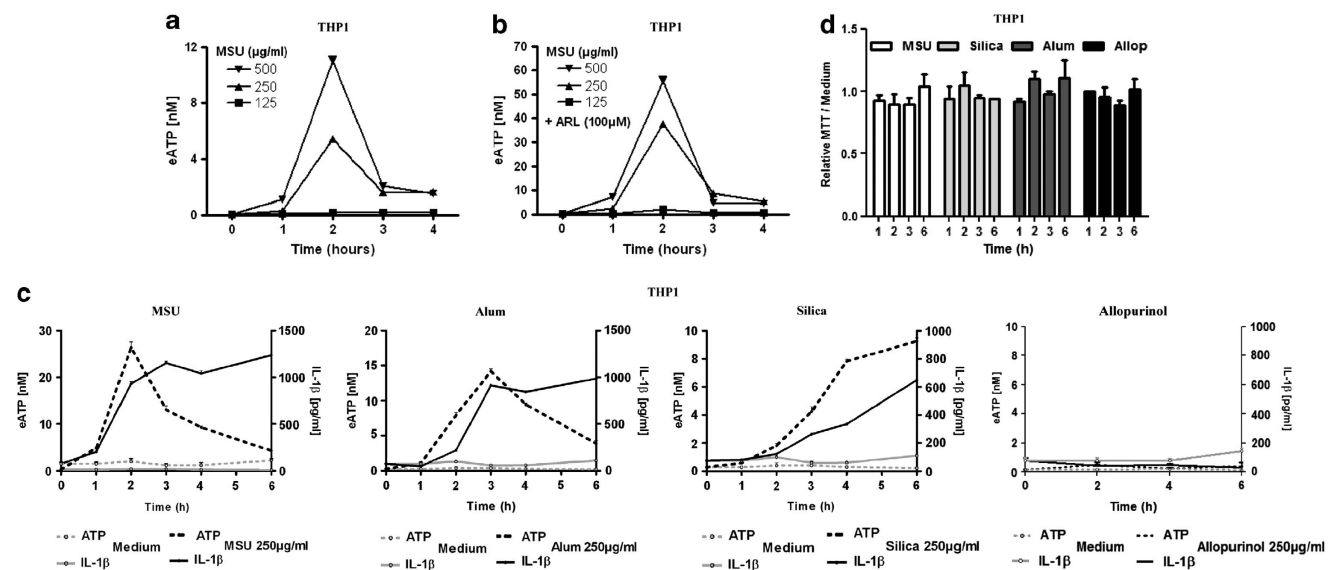 a
THP1
MSU (µg/ml)
500
250
125
12
8
4
0
eATP [nM]
0 1 2 3 4
Time (hours)
b
THP1
MSU (µg/ml)
500
250
125
+ ARL (100µM)
70
60
50
40
30
20
10
0
eATP [nM]
0 1 2 3 4
Time (hours)
d
THP1
MSU Silica Alum Allop
1.5
1.0
0.5
0.0
Relative MTT / Medium
1 2 3 6 1 2 3 6 1 2 3 6 1 2 3 6
Time (h)
c
THP1
MSU
30
20
10
0
eATP [nM]
1500
1000
500
0
IL-1β [pg/ml]
0 1 2 3 4 6
Time (h)
ATP ATP
Medium MSU 250µg/ml
IL-1β IL-1β
Alum
20
15
10
5
0
eATP [nM]
1500
1000
500
0
IL-1β [pg/ml]
0 1 2 3 4 6
Time (h)
ATP ATP
Medium Alum 250µg/ml
IL-1β IL-1β
Silica
10
8
6
4
2
0
eATP [nM]
1000
800
600
400
200
0
IL-1β [pg/ml]
0 1 2 3 4 6
Time (h)
ATP ATP
Medium Silica 250µg/ml
IL-1β IL-1β
Allopurinol
10
8
6
4
2
0
eATP [nM]
1000
800
600
400
200
0
IL-1β [pg/ml]
0 2 4 6
Time (h)
ATP ATP
Medium Allopurinol 250µg/ml
IL-1β IL-1β